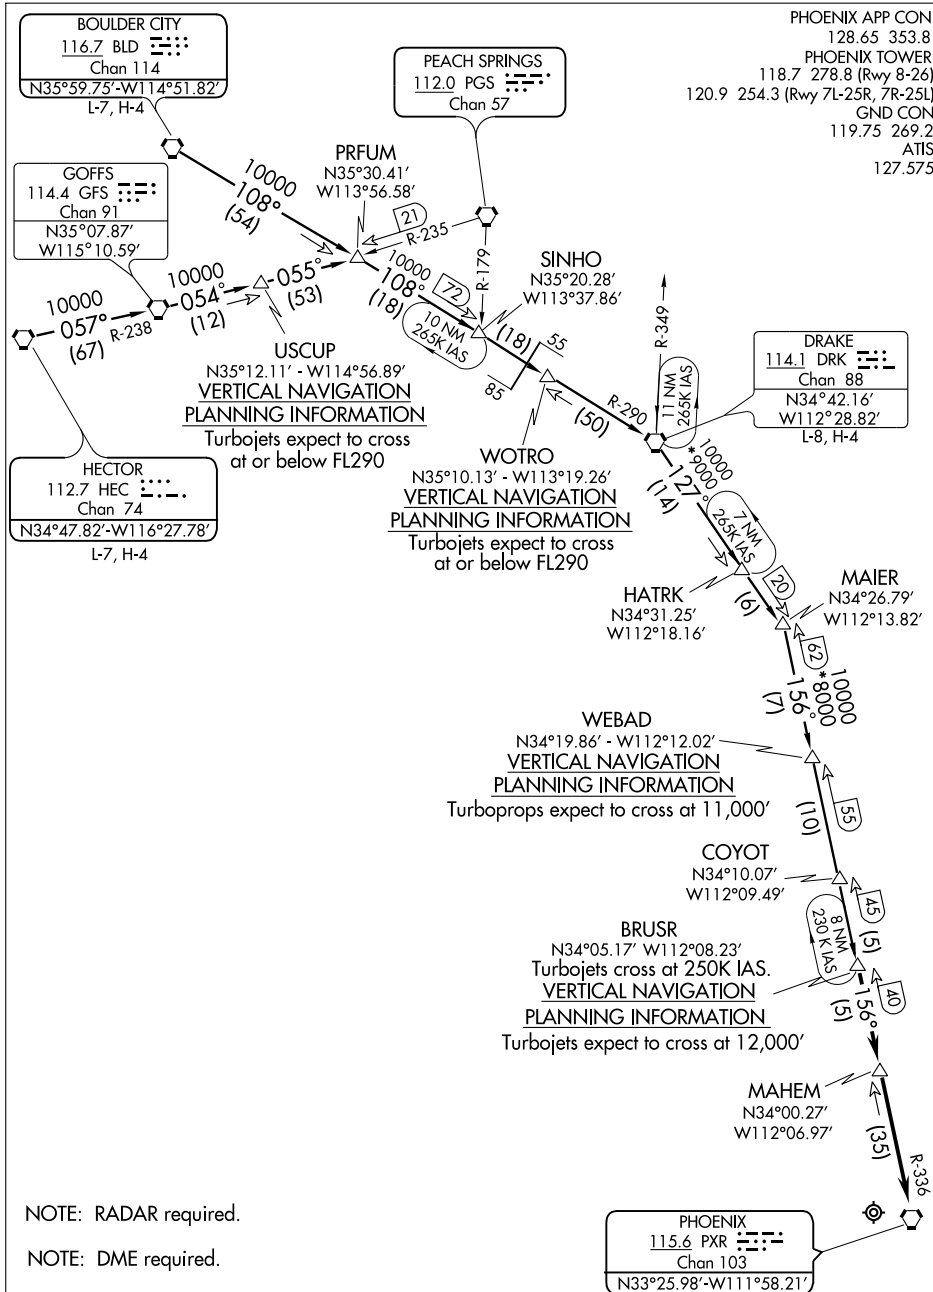 BOULDER CITY
116.7 BLD
Chan 114
N35°59.75′-W114°51.82′
L-7, H-4
PEACH SPRINGS
112.0 PGS
Chan 57
PHOENIX APP CON
128.65 353.8
PHOENIX TOWER
118.7 278.8 (Rwy 8-26)
120.9 254.3 (Rwy 7L-25R, 7R-25L)
GND CON
119.75 269.2
ATIS
127.575
GOFFS
114.4 GFS
Chan 91
N35°07.87′
W115°10.59′
10000
108°
(54)
PRFUM
N35°30.41′
W113°56.58′
21
R-235
R-179
10000
108°
(18)
72
10 NM
265K IAS
SINHO
N35°20.28′
W113°37.86′
10000
057°
(67)
R-238
10000
054°
(12)
055°
(53)
USCUP
N35°12.11′ - W114°56.89′
VERTICAL NAVIGATION
PLANNING INFORMATION
Turbojets expect to cross
at or below FL290
(18)
55
85
(50)
R-290
R-349
11 NM
265K IAS
DRAKE
114.1 DRK
Chan 88
N34°42.16′
W112°28.82′
L-8, H-4
HECTOR
112.7 HEC
Chan 74
N34°47.82′-W116°27.78′
L-7, H-4
WOTRO
N35°10.13′ - W113°19.26′
VERTICAL NAVIGATION
PLANNING INFORMATION
Turbojets expect to cross
at or below FL290
10000
*9000
127°
(14)
7 NM
265K IAS
HATRK
N34°31.25′
W112°18.16′
(6)
20
MAIER
N34°26.79′
W112°13.82′
62
10000
*8000
156°
(7)
WEBAD
N34°19.86′ - W112°12.02′
VERTICAL NAVIGATION
PLANNING INFORMATION
Turboprops expect to cross at 11,000′
55
(10)
COYOT
N34°10.07′
W112°09.49′
45
(5)
8 NM
230K IAS
BRUSR
N34°05.17′ W112°08.23′
Turbojets cross at 250K IAS.
VERTICAL NAVIGATION
PLANNING INFORMATION
Turbojets expect to cross at 12,000′
40
156°
(5)
MAHEM
N34°00.27′
W112°06.97′
(35)
R-336
NOTE: RADAR required.
NOTE: DME required.
PHOENIX
115.6 PXR
Chan 103
N33°25.98′-W111°58.21′